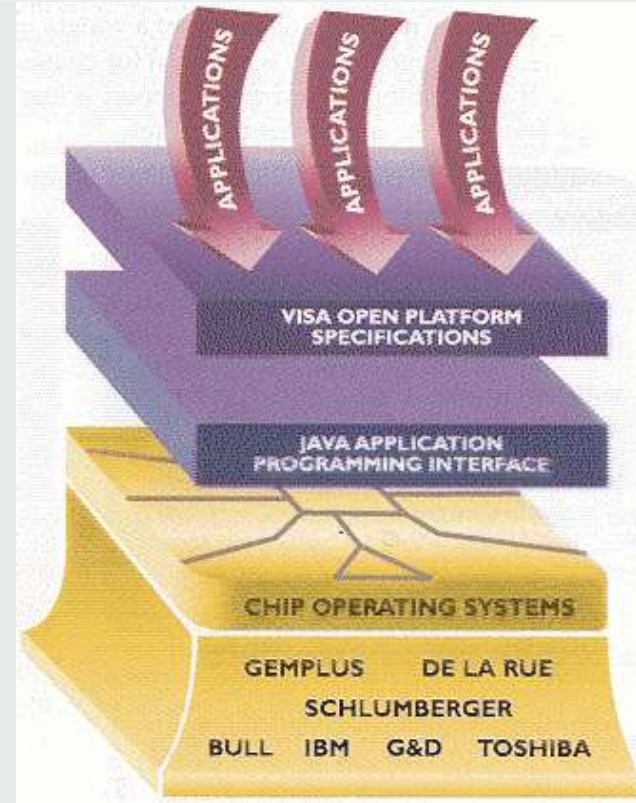 APPLICATIONS
APPLICATIONS
APPLICATIONS
VISA OPEN PLATFORM
SPECIFICATIONS
JAVA APPLICATION
PROGRAMMING INTERFACE
CHIP OPERATING SYSTEMS
GEMPLUS DE LA RUE
SCHLUMBERGER
BULL IBM G&D TOSHIBA